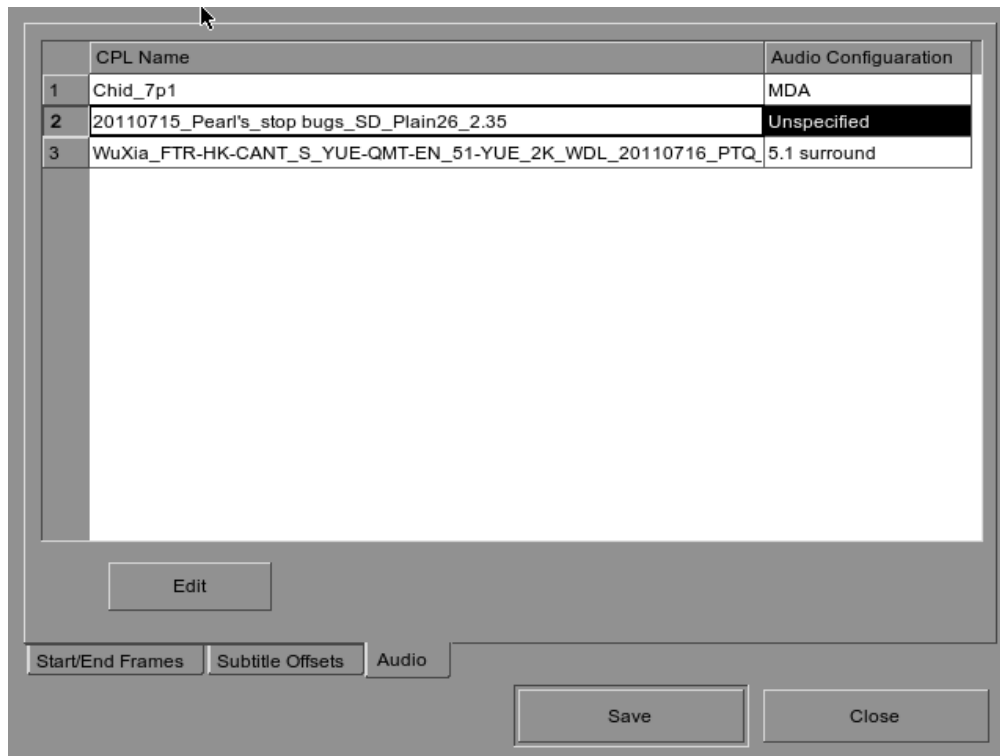 CPL Name Audio Configuaration
1 Chid_7p1 MDA
2 20110715_Pearl's_stop bugs_SD_Plain26_2.35 Unspecified
3 WuXia_FTR-HK-CANT_S_YUE-QMT-EN_51-YUE_2K_WDL_20110716_PTQ_ 5.1 surround
Edit
Start/End Frames Subtitle Offsets Audio
Save Close